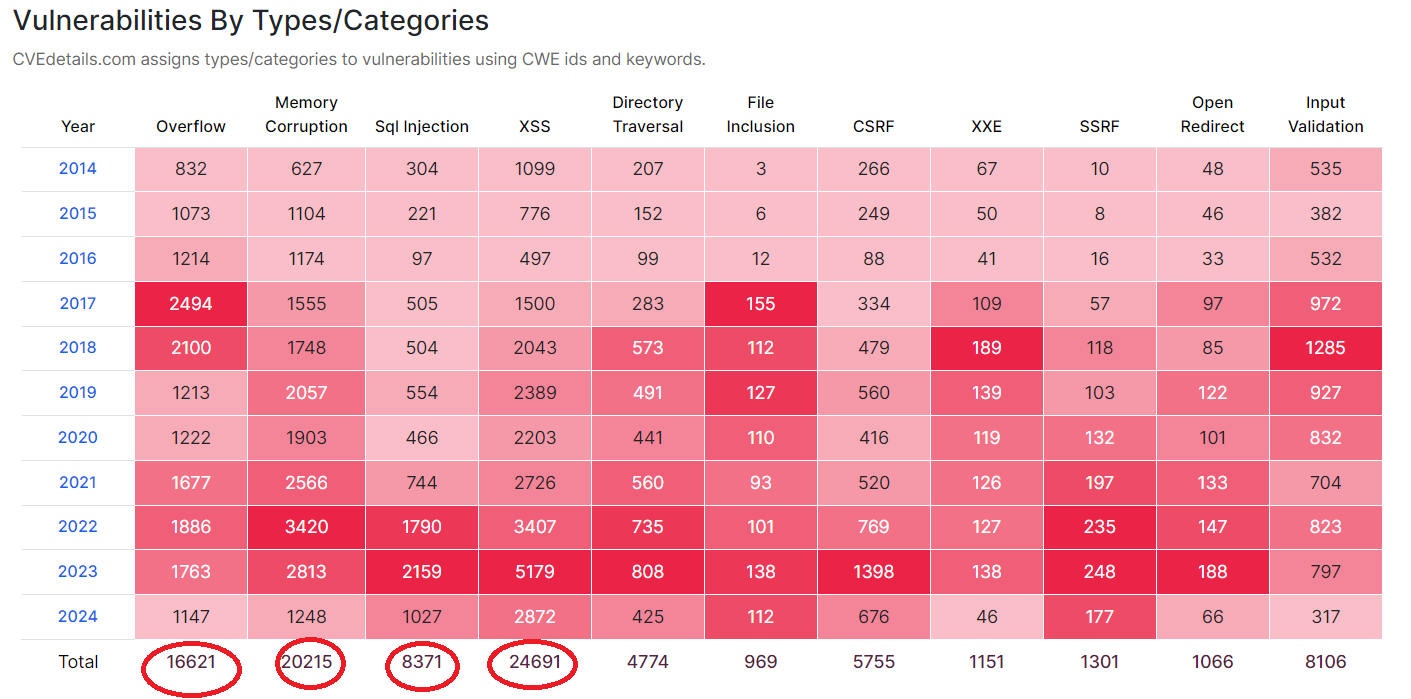 Vulnerabilities By Types/Categories
CVEdetails.com assigns types/categories to vulnerabilities using CWE ids and keywords.
Year Overflow Memory Corruption Sql Injection XSS Directory Traversal File Inclusion CSRF XXE SSRF Open Redirect Input Validation
2014 832 627 304 1099 207 3 266 67 10 48 535
2015 1073 1104 221 776 152 6 249 50 8 46 382
2016 1214 1174 97 497 99 12 88 41 16 33 532
2017 2494 1555 505 1500 283 155 334 109 57 97 972
2018 2100 1748 504 2043 573 112 479 189 118 85 1285
2019 1213 2057 554 2389 491 127 560 139 103 122 927
2020 1222 1903 466 2203 441 110 416 119 132 101 832
2021 1677 2566 744 2726 560 93 520 126 197 133 704
2022 1886 3420 1790 3407 735 101 769 127 235 147 823
2023 1763 2813 2159 5179 808 138 1398 138 248 188 797
2024 1147 1248 1027 2872 425 112 676 46 177 66 317
Total 16621 20215 8371 24691 4774 969 5755 1151 1301 1066 8106